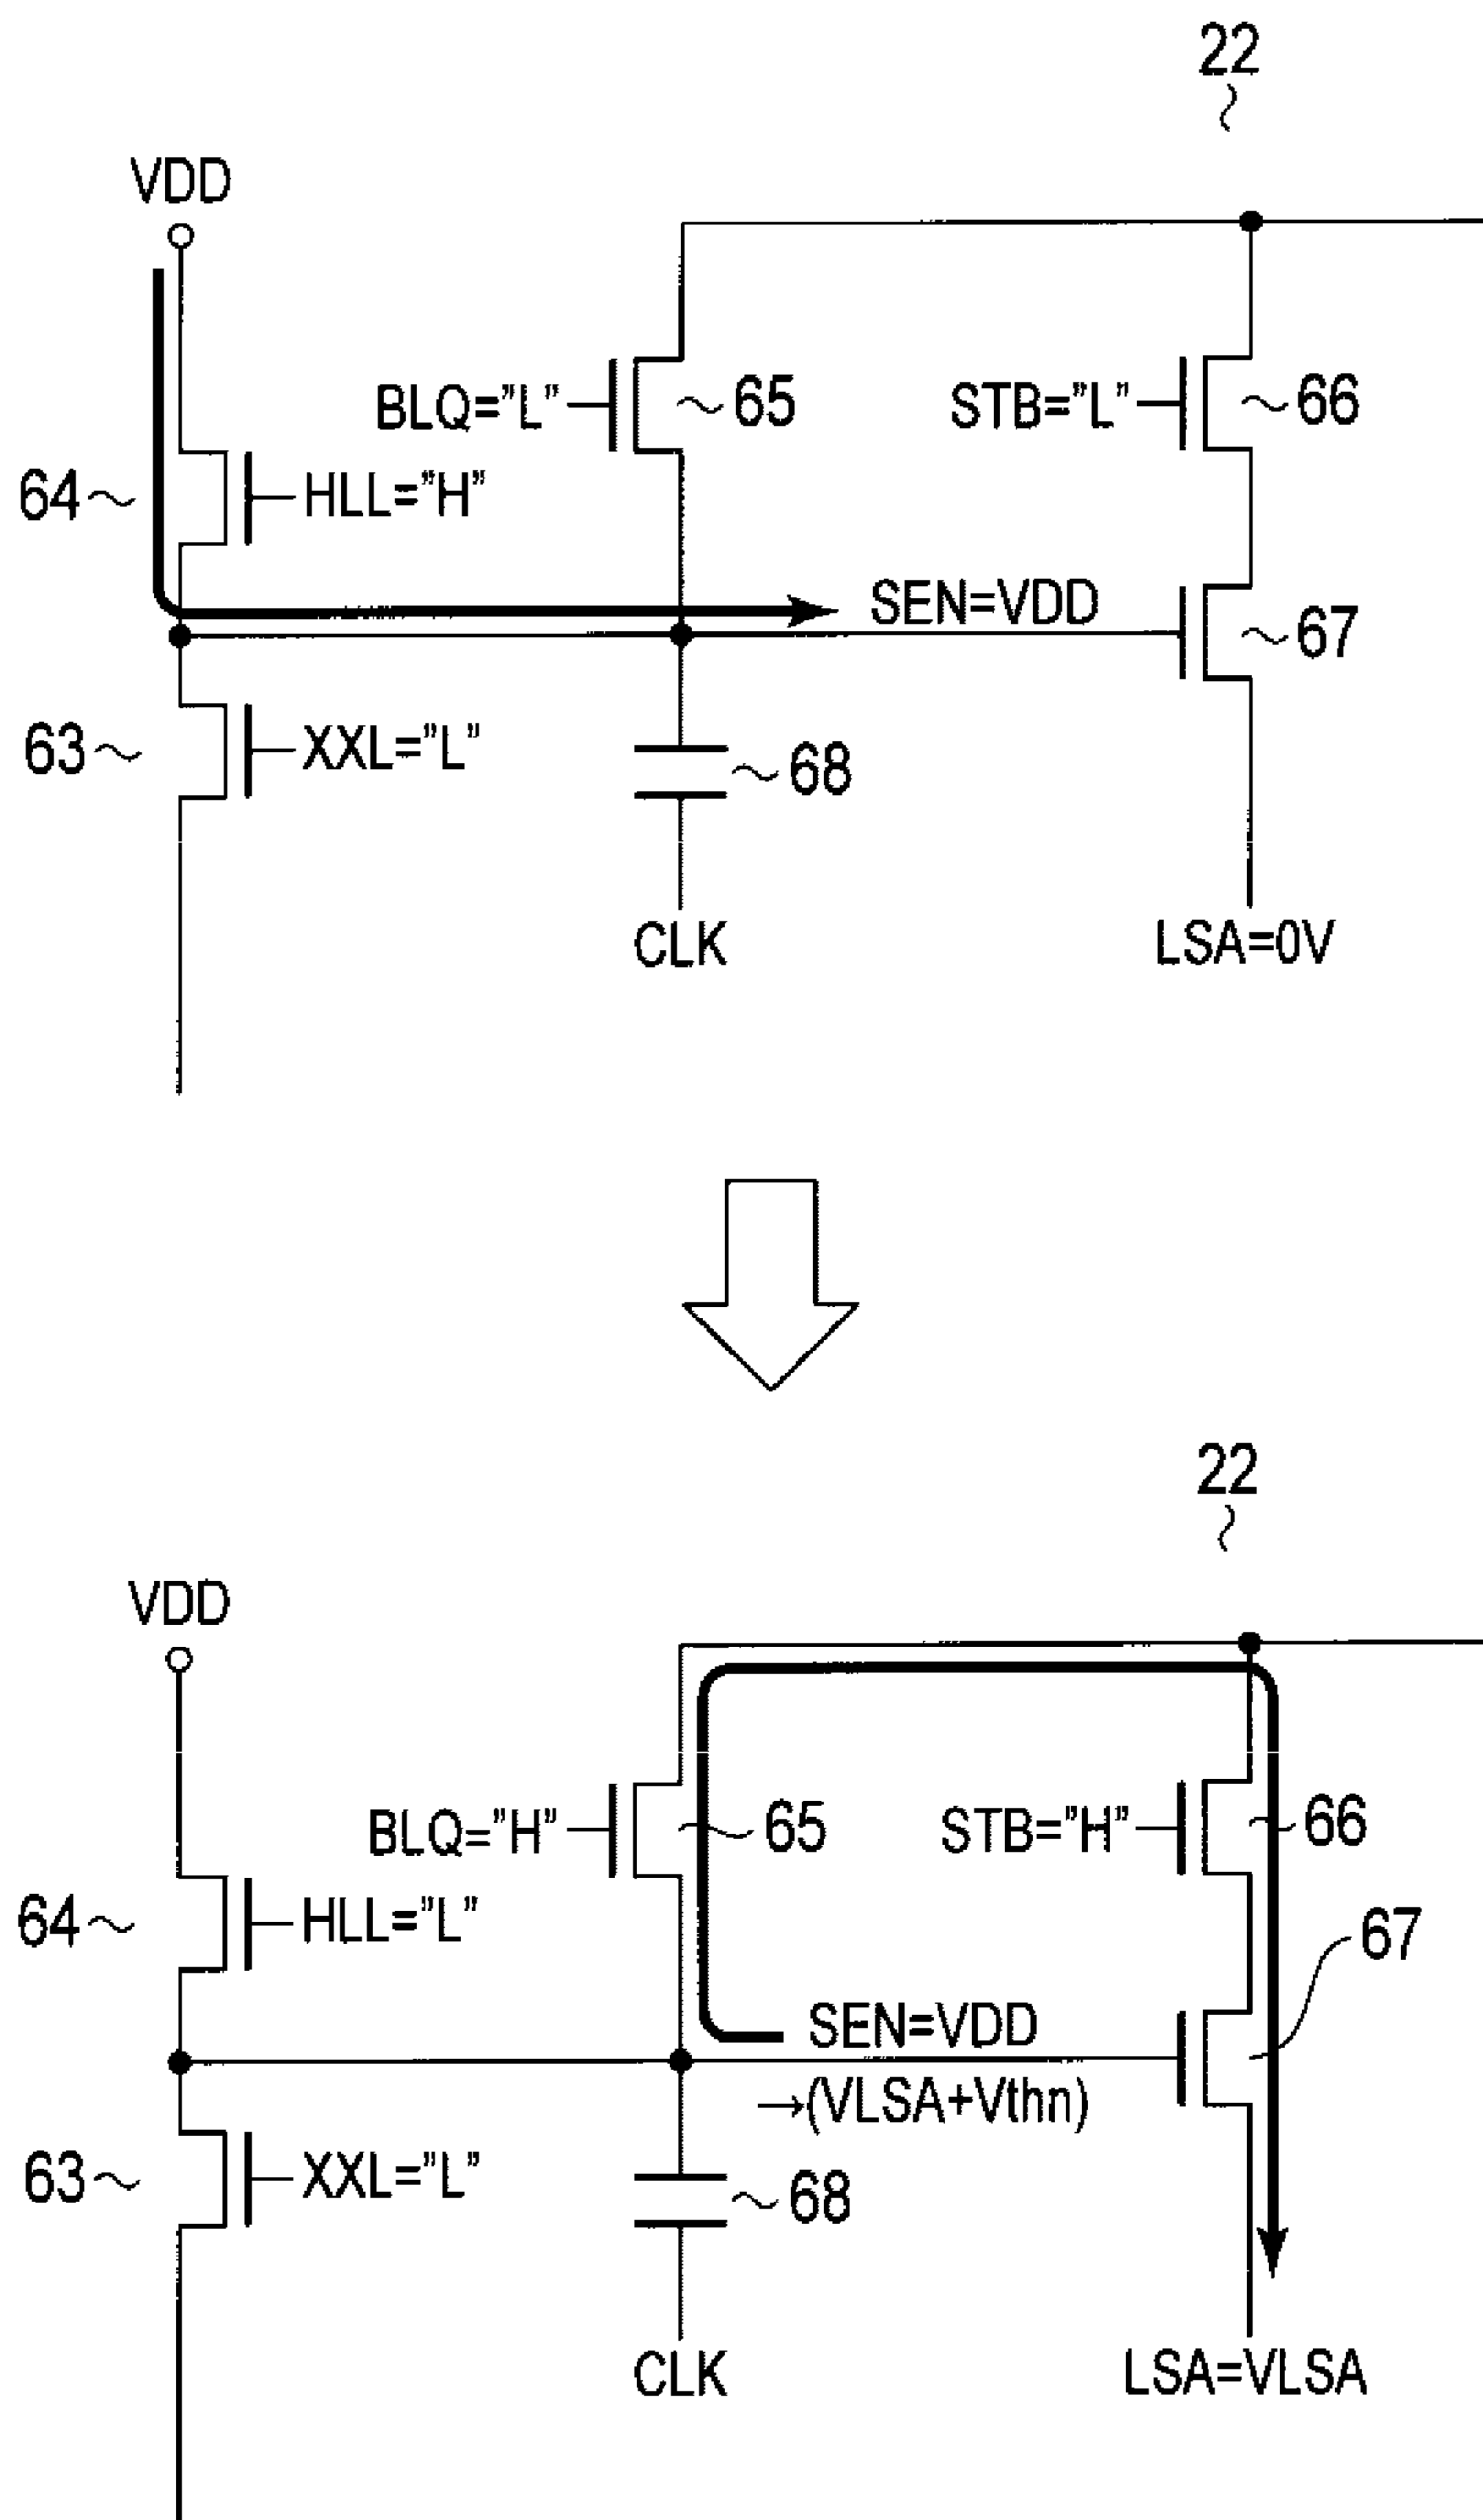 22
VDD
BLQ="L"
65
STB="L"
66
64
HLL="H"
SEN=VDD
67
63
XXL="L"
68
CLK
LSA=0V
22
VDD
BLQ="H"
65
STB="H"
66
64
HLL="L"
67
SEN=VDD
→(VLSA+Vthn)
63
XXL="L"
68
CLK
LSA=VLSA